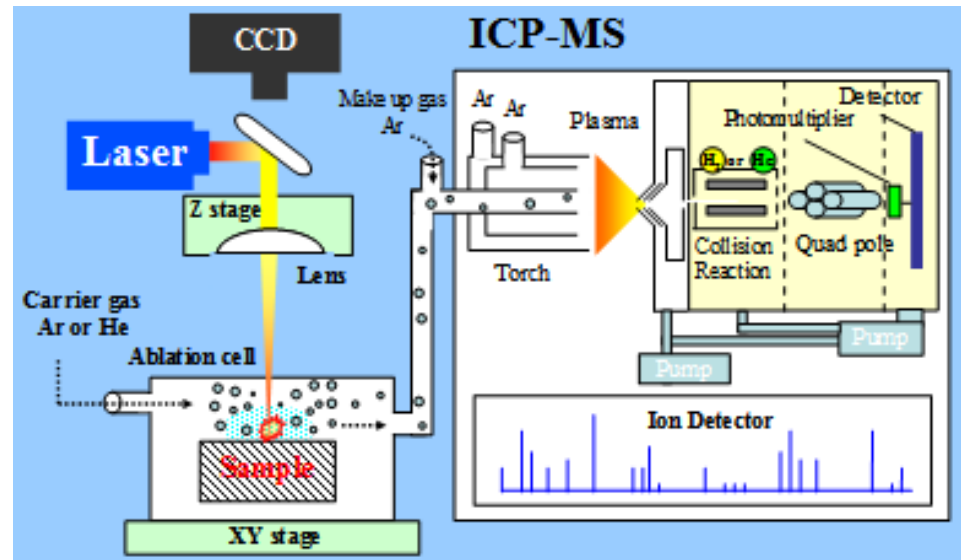 CCD
ICP-MS
Make up gas
Ar
Ar
Ar
Plasma
Detector
Photomultiplier
Laser
H₂ or He
Z stage
Lens
Torch
Collision
Reaction
Quad pole
Carrier gas
Ar or He
Ablation cell
Pump
Pump
Sample
XY stage
Ion Detector